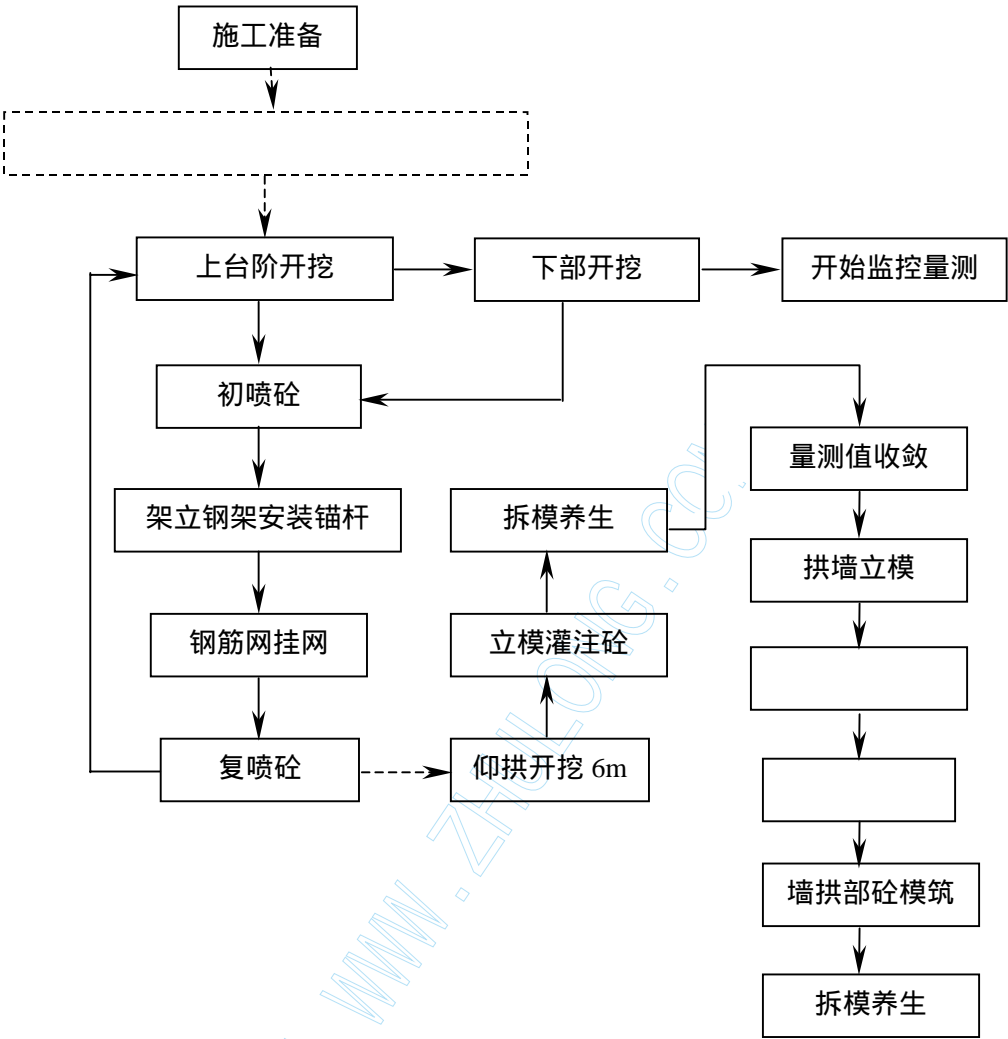 施工准备
上台阶开挖
下部开挖
开始监控量测
初喷砼
量测值收敛
架立钢架安装锚杆
拆模养生
拱墙立模
钢筋网挂网
立模灌注砼
复喷砼
仰拱开挖 6m
墙拱部砼模筑
拆模养生
WWW.ZHULONG.COM